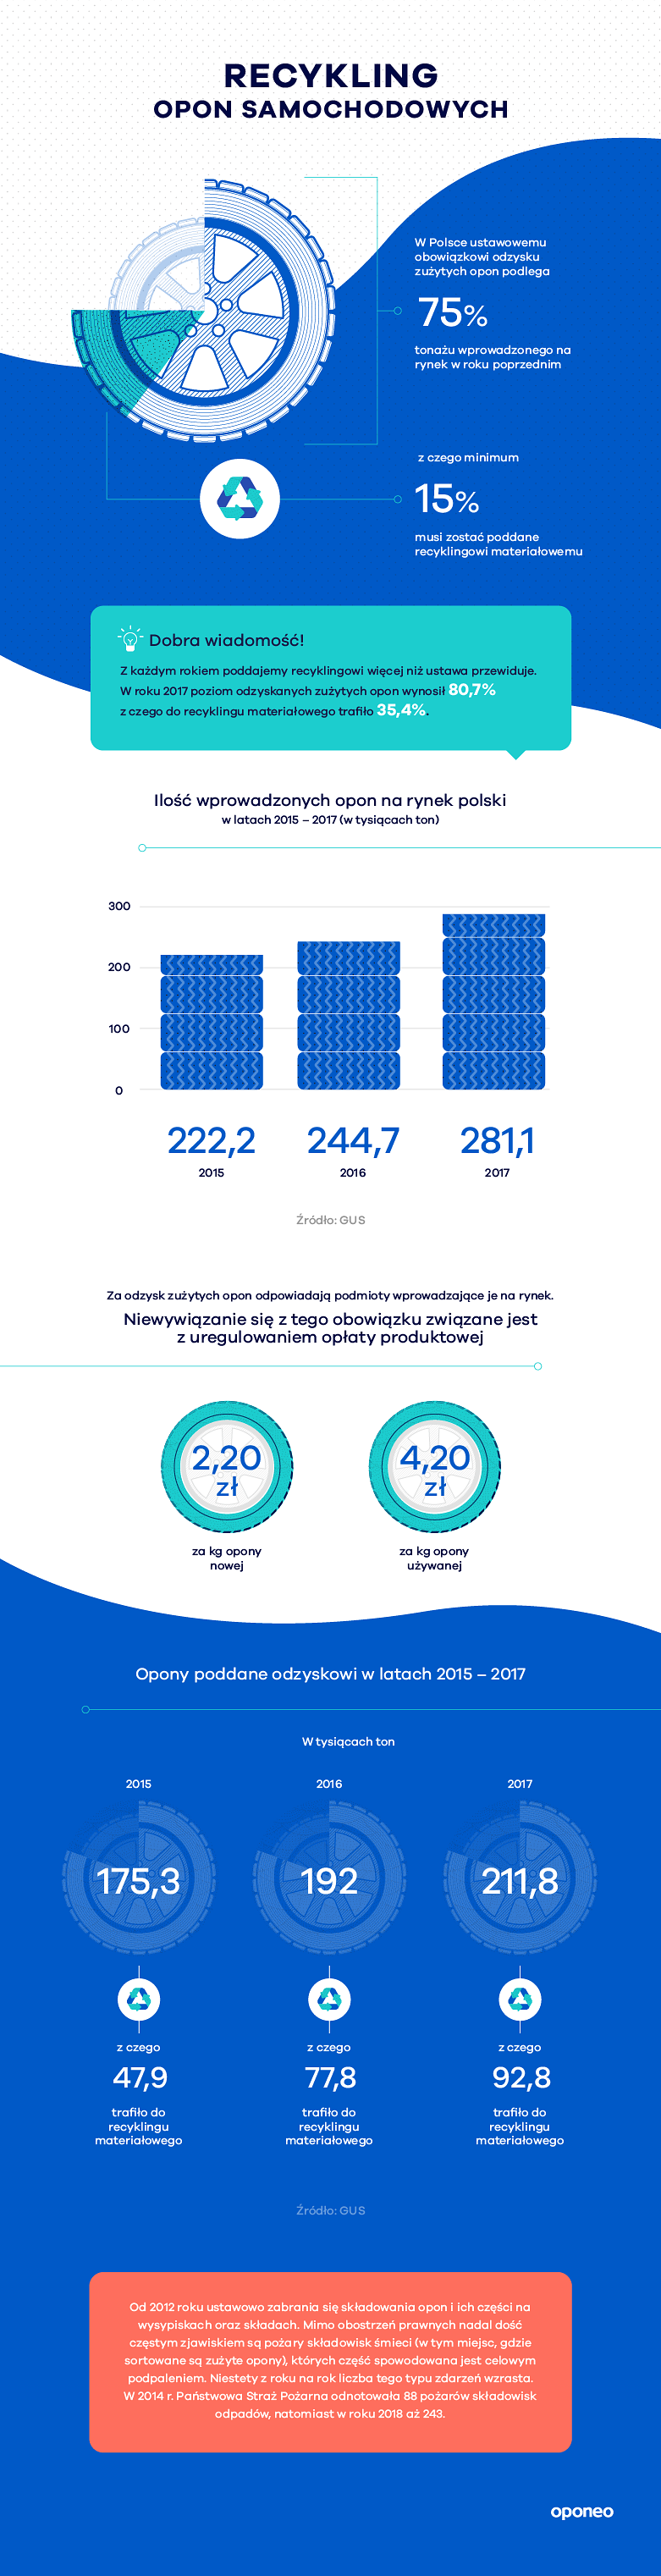 RECYKLING
OPON SAMOCHODOWYCH
W Polsce ustawowemu
obowiązkowi odzysku
zużytych opon podlega
75%
tonażu wprowadzonego na
rynek w roku poprzednim
z czego minimum
15%
musi zostać poddane
recyklingowi materiałowemu
Dobra wiadomość!
Z każdym rokiem poddajemy recyklingowi więcej niż ustawa przewiduje.
W roku 2017 poziom odzyskanych zużytych opon wynosił 80,7%
z czego do recyklingu materiałowego trafiło 35,4%.
Ilość wprowadzonych opon na rynek polski
w latach 2015 – 2017 (w tysiącach ton)
300
200
100
0
222,2 244,7 281,1
2015 2016 2017
Źródło: GUS
Za odzysk zużytych opon odpowiadają podmioty wprowadzające je na rynek.
Niewywiązanie się z tego obowiązku związane jest
z uregulowaniem opłaty produktowej
2,20 zł
za kg opony
nowej
4,20 zł
za kg opony
używanej
Opony poddane odzyskowi w latach 2015 – 2017
W tysiącach ton
2015 2016 2017
175,3 192 211,8
z czego z czego z czego
47,9 77,8 92,8
trafiło do trafiło do trafiło do
recyklingu recyklingu recyklingu
materiałowego materiałowego materiałowego
Źródło: GUS
Od 2012 roku ustawowo zabrania się składowania opon i ich części na
wysypiskach oraz składach. Mimo obostrzeń prawnych nadal dość
częstym zjawiskiem są pożary składowisk śmieci (w tym miejsc, gdzie
sortowane są zużyte opony), których część spowodowana jest celowym
podpaleniem. Niestety z roku na rok liczba tego typu zdarzeń wzrasta.
W 2014 r. Państwowa Straż Pożarna odnotowała 88 pożarów składowisk
odpadów, natomiast w roku 2018 aż 243.
oponeo